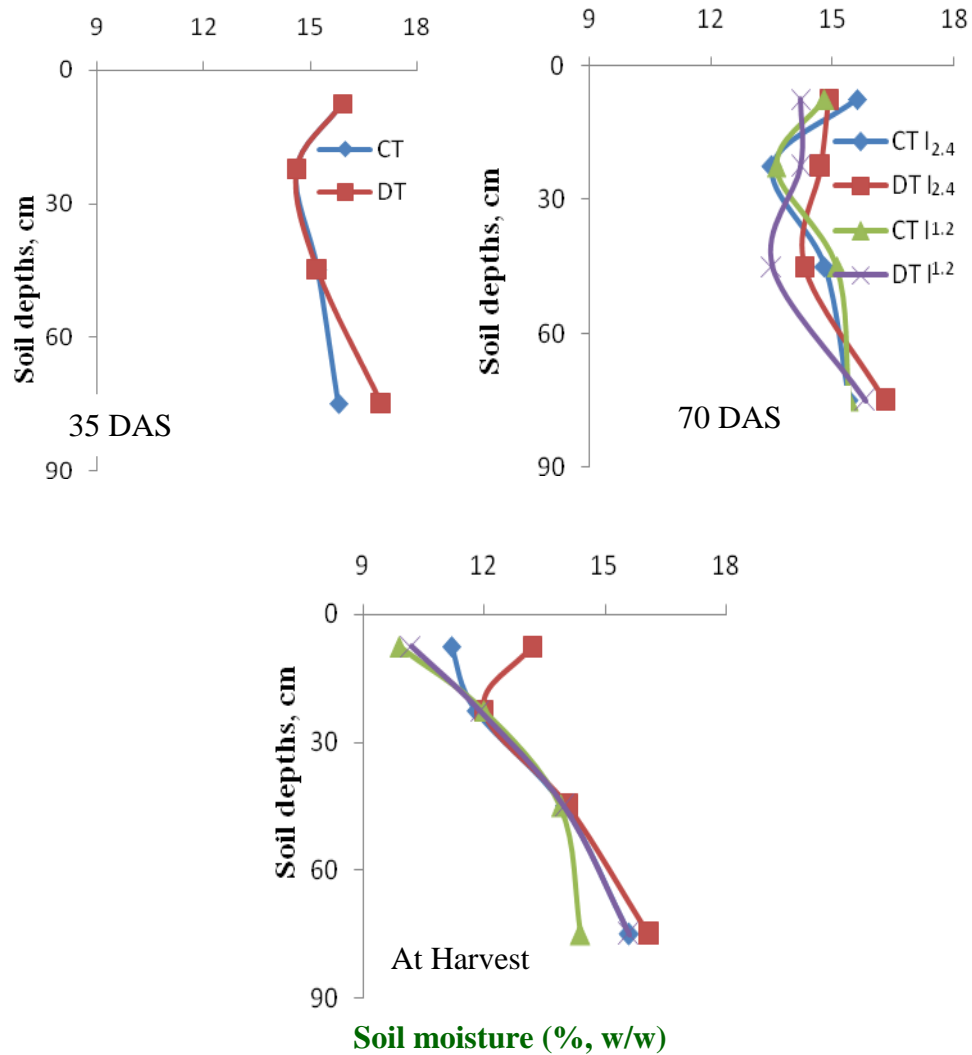 9 12 15 18
0
30
60
90
Soil depths, cm
CT
DT
35 DAS
9 12 15 18
0
30
60
90
Soil depths, cm
CT I2.4
DT I2.4
CT I1.2
DT I1.2
70 DAS
9 12 15 18
0
30
60
90
Soil depths, cm
At Harvest
Soil moisture (%, w/w)